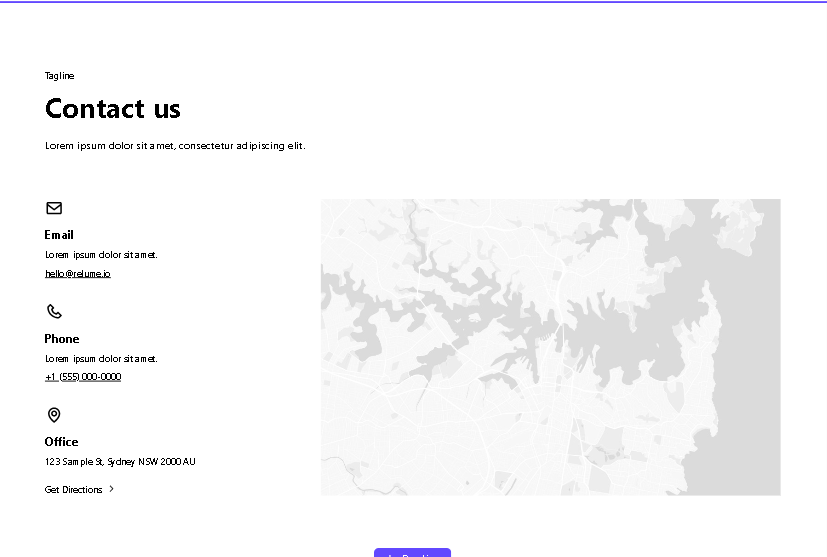 Tagline
Contact us
Lorem ipsum dolor sit amet, consectetur adipiscing elit.
Email
Lorem ipsum dolor sit amet.
hello@relume.io
Phone
Lorem ipsum dolor sit amet.
+1 (555) 000-0000
Office
123 Sample St, Sydney NSW 2000 AU
Get Directions